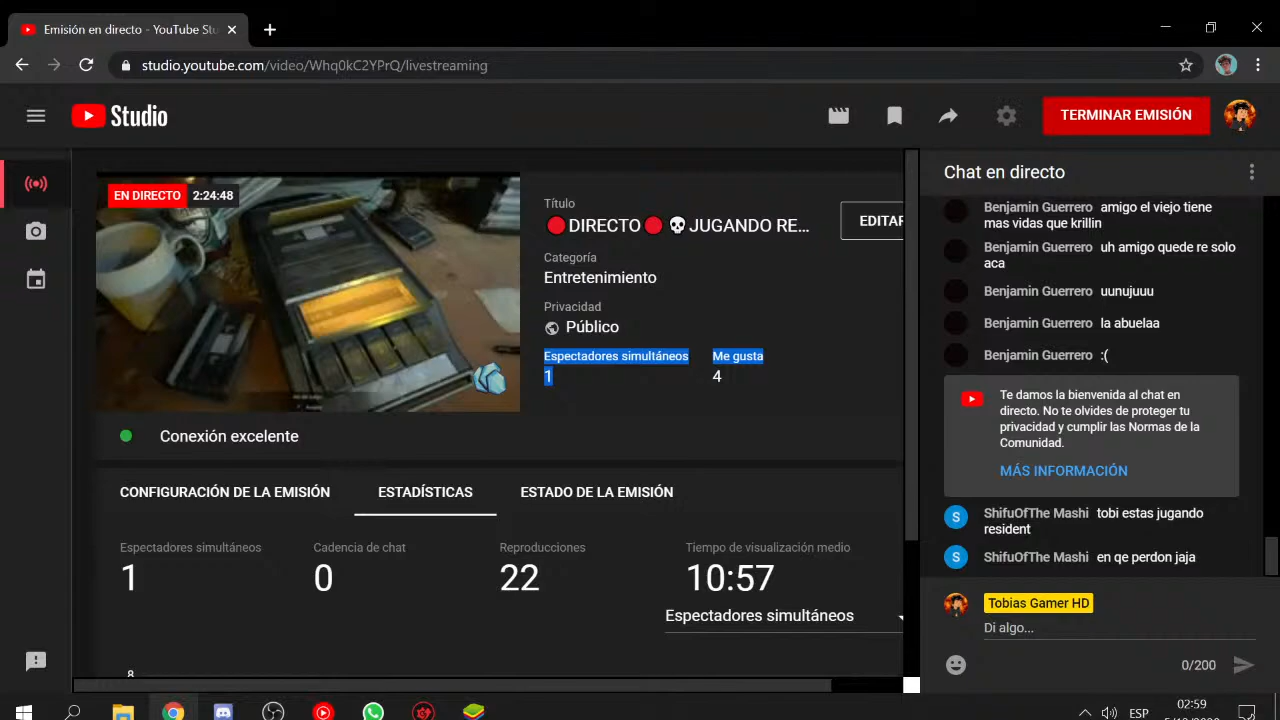 Emisión en directo - YouTube Stu
studio.youtube.com/video/Whq0kC2YPrQ/livestreaming
Studio
TERMINAR EMISIÓN
EN DIRECTO 2:24:48
Título
🔴DIRECTO🔴💀JUGANDO RE...
EDITAR
Categoría
Entretenimiento
Privacidad
Público
Espectadores simultáneos Me gusta
1 4
Conexión excelente
CONFIGURACIÓN DE LA EMISIÓN ESTADÍSTICAS ESTADO DE LA EMISIÓN
Espectadores simultáneos Cadencia de chat Reproducciones Tiempo de visualización medio
1 0 22 10:57
Espectadores simultáneos
8
Chat en directo
Benjamin Guerrero amigo el viejo tiene
mas vidas que krillin
Benjamin Guerrero uh amigo quede re solo
aca
Benjamin Guerrero uunujuuu
Benjamin Guerrero la abuelaa
Benjamin Guerrero :(
Te damos la bienvenida al chat en
directo. No te olvides de proteger tu
privacidad y cumplir las Normas de la
Comunidad.
MÁS INFORMACIÓN
S ShifuOfThe Mashi tobi estas jugando
resident
S ShifuOfThe Mashi en qe perdon jaja
Tobias Gamer HD
Di algo...
0/200
ESP
02:59